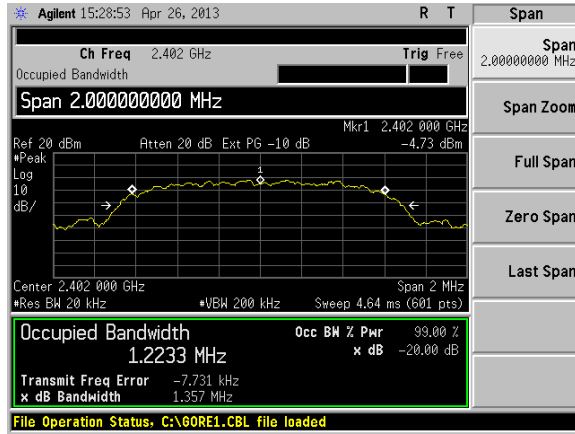 Agilent 15:28:53 Apr 26, 2013 R T
Span
Ch Freq 2.402 GHz Trig Free
Occupied Bandwidth
Span
2.00000000 MHz
Span 2.000000000 MHz
Span Zoom
Mkr1 2.402 000 GHz
Ref 20 dBm Atten 20 dB Ext PG -10 dB -4.73 dBm
#Peak
Log
10
dB/
1
Full Span
Zero Span
Last Span
Center 2.402 000 GHz Span 2 MHz
#Res BW 20 kHz #VBW 200 kHz Sweep 4.64 ms (601 pts)
Occupied Bandwidth Occ BW % Pwr 99.00 %
1.2233 MHz x dB -20.00 dB
Transmit Freq Error -7.731 kHz
x dB Bandwidth 1.357 MHz
File Operation Status, C:\GORE1.CBL file loaded